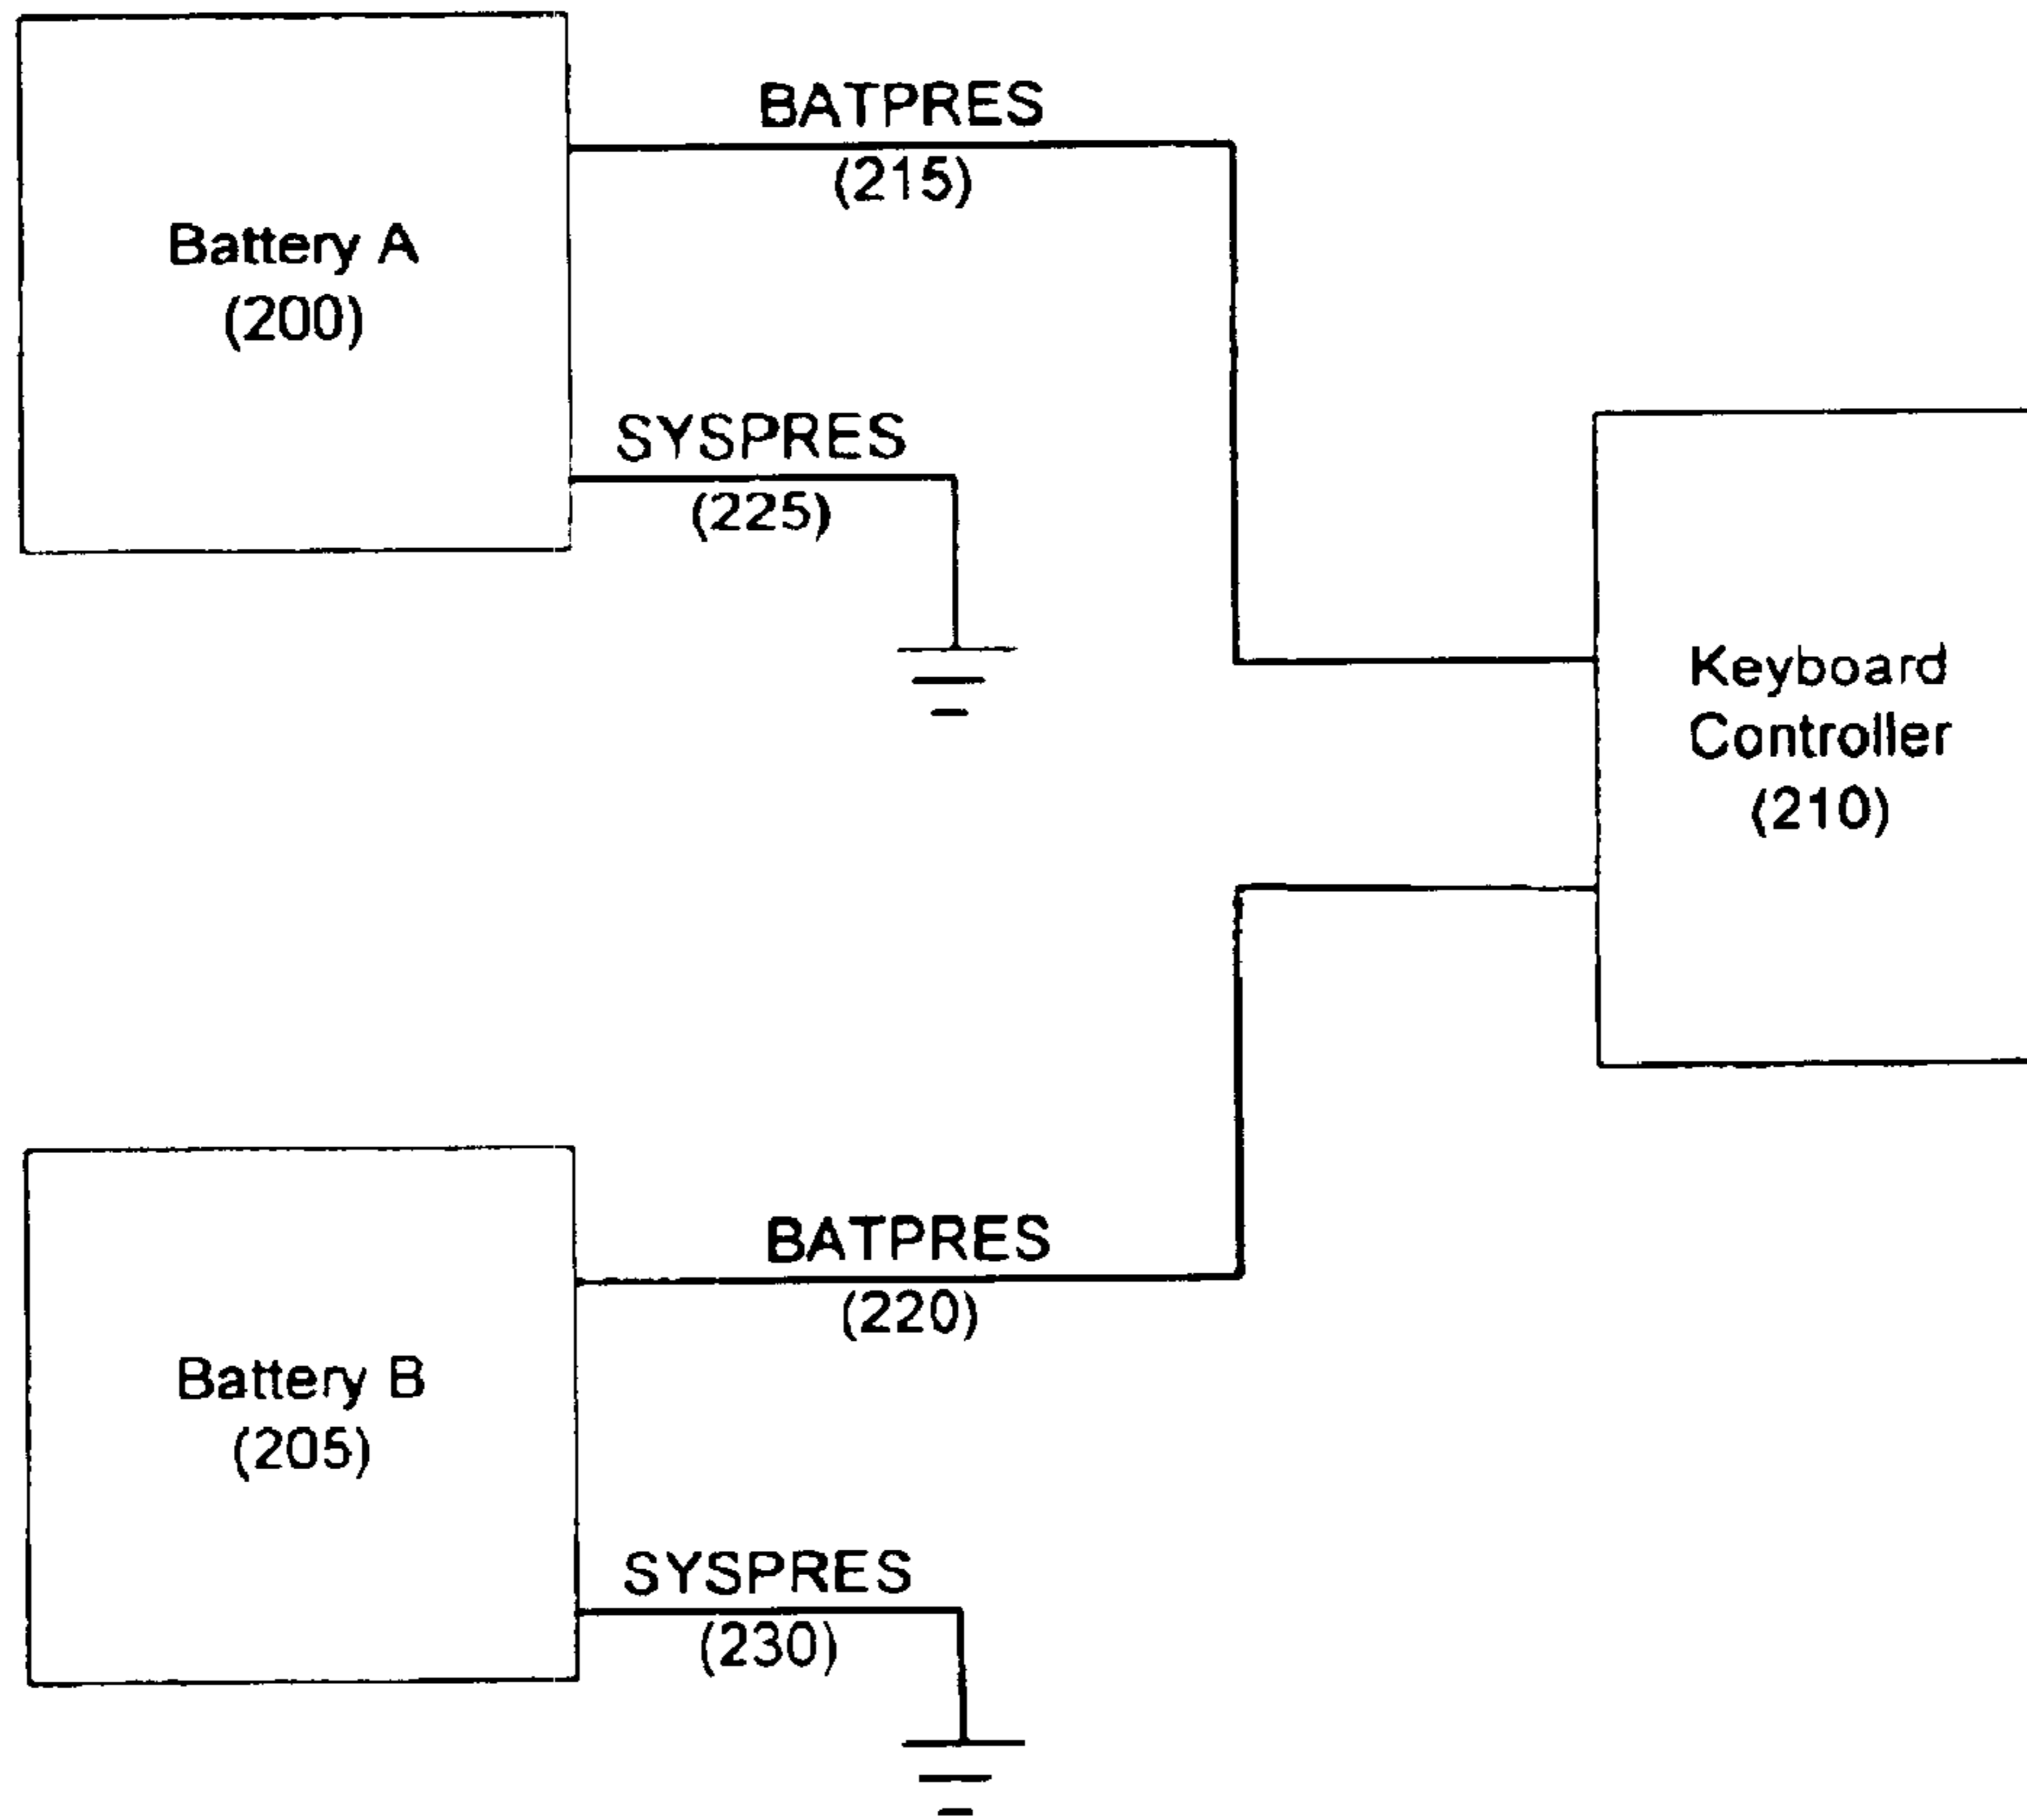 BATPRES
(215)
Battery A
(200)
SYSPRES
(225)
Keyboard
Controller
(210)
BATPRES
(220)
Battery B
(205)
SYSPRES
(230)